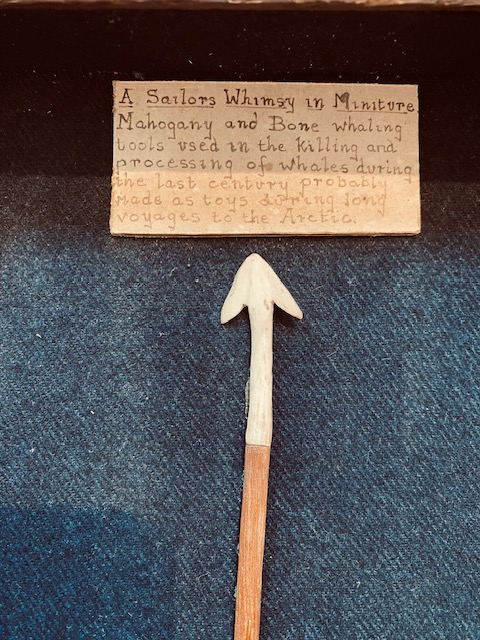 A Sailors Whimsy in Miniture
Mahogany and Bone whaling
tools used in the killing and
processing of whales during
the last century probably
made as toys during long
voyages to the Arctic.